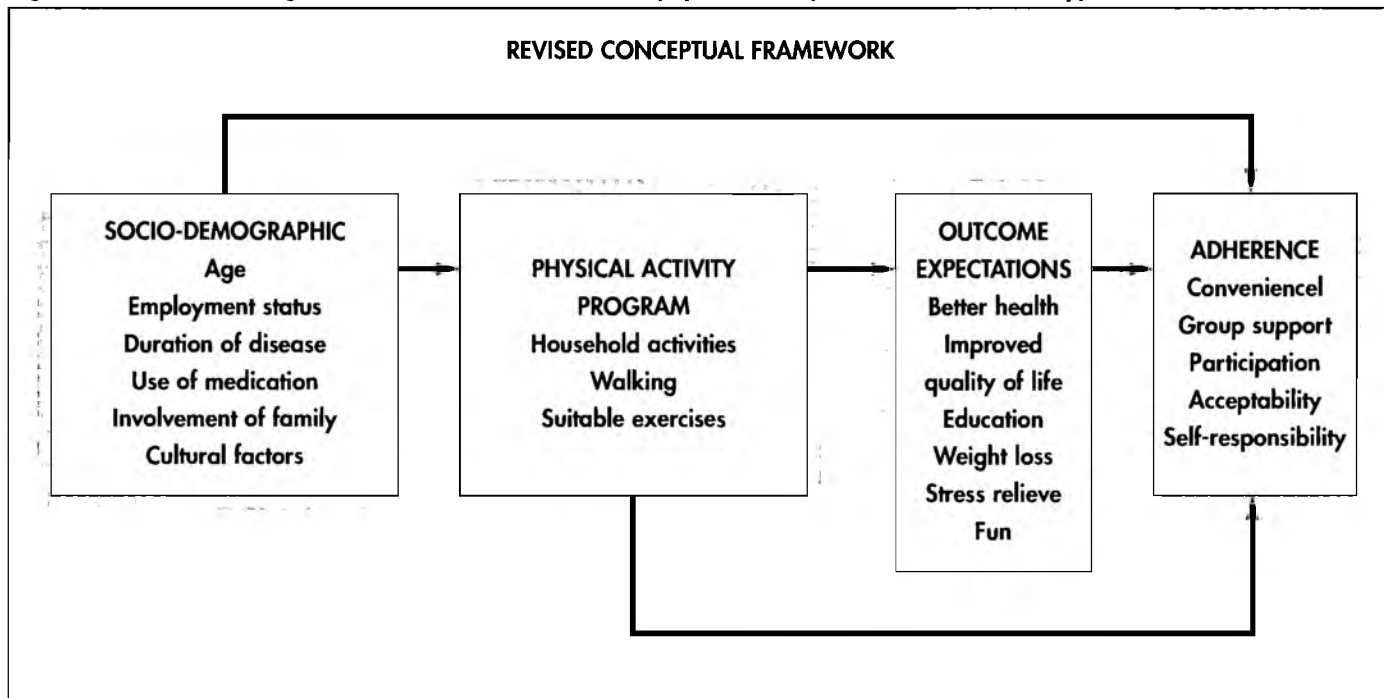 REVISED CONCEPTUAL FRAMEWORK
SOCIO-DEMOGRAPHIC
Age
Employment status
Duration of disease
Use of medication
Involvement of family
Cultural factors
PHYSICAL ACTIVITY
PROGRAM
Household activities
Walking
Suitable exercises
OUTCOME
EXPECTATIONS
Better health
Improved
quality of life
Education
Weight loss
Stress relieve
Fun
ADHERENCE
Conveniencel
Group support
Participation
Acceptability
Self-responsibility